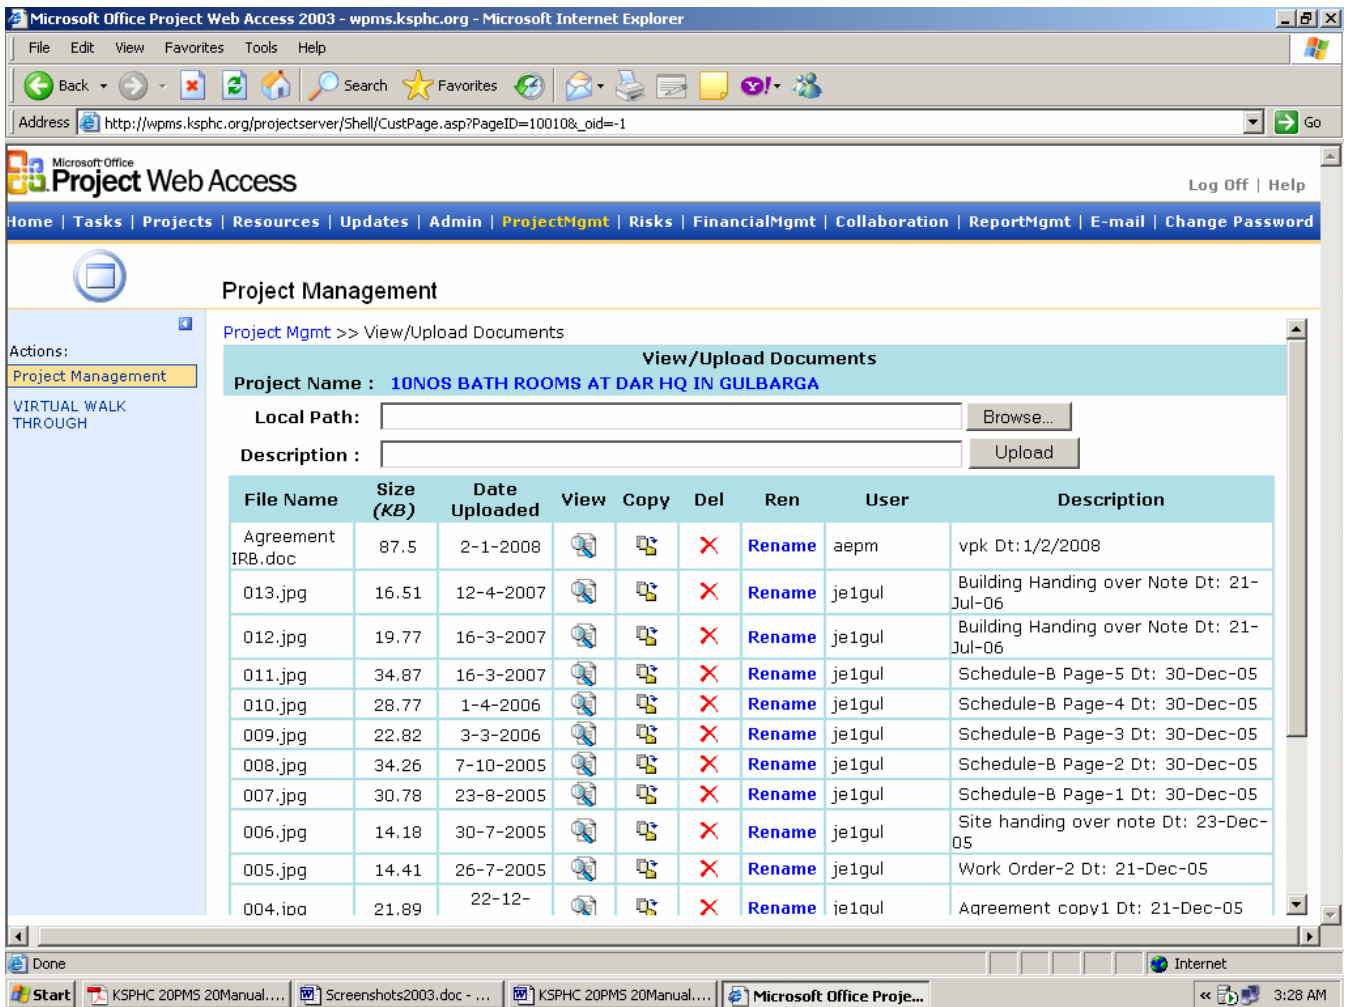 Microsoft Office Project Web Access 2003 - wpms.ksphc.org - Microsoft Internet Explorer
File Edit View Favorites Tools Help
Back Search Favorites
Address http://wpms.ksphc.org/projectserver/Shell/CustPage.asp?PageID=10010&_oid=-1 Go
Microsoft Office
Project Web Access
Log Off | Help
Home | Tasks | Projects | Resources | Updates | Admin | ProjectMgmt | Risks | FinancialMgmt | Collaboration | ReportMgmt | E-mail | Change Password
Project Management
Actions:
Project Management
VIRTUAL WALK
THROUGH
Project Mgmt >> View/Upload Documents
View/Upload Documents
Project Name : 10NOS BATH ROOMS AT DAR HQ IN GULBARGA
Local Path: Browse...
Description : Upload
File Name Size (KB) Date Uploaded View Copy Del Ren User Description
Agreement IRB.doc 87.5 2-1-2008 Rename aepm vpk Dt:1/2/2008
013.jpg 16.51 12-4-2007 Rename je1gul Building Handing over Note Dt: 21-Jul-06
012.jpg 19.77 16-3-2007 Rename je1gul Building Handing over Note Dt: 21-Jul-06
011.jpg 34.87 16-3-2007 Rename je1gul Schedule-B Page-5 Dt: 30-Dec-05
010.jpg 28.77 1-4-2006 Rename je1gul Schedule-B Page-4 Dt: 30-Dec-05
009.jpg 22.82 3-3-2006 Rename je1gul Schedule-B Page-3 Dt: 30-Dec-05
008.jpg 34.26 7-10-2005 Rename je1gul Schedule-B Page-2 Dt: 30-Dec-05
007.jpg 30.78 23-8-2005 Rename je1gul Schedule-B Page-1 Dt: 30-Dec-05
006.jpg 14.18 30-7-2005 Rename je1gul Site handing over note Dt: 23-Dec-05
005.jpg 14.41 26-7-2005 Rename je1gul Work Order-2 Dt: 21-Dec-05
004.jpg 21.89 22-12- Rename je1gul Agreement copy1 Dt: 21-Dec-05
Done Internet
Start KSPHC 20PMS 20Manual.... Screenshots2003.doc - ... KSPHC 20PMS 20Manual.... Microsoft Office Proje... « 3:28 AM